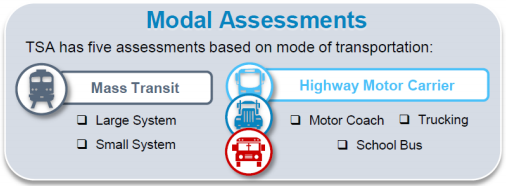 Modal Assessments
TSA has five assessments based on mode of transportation:
Mass Transit
❑ Large System
❑ Small System
Highway Motor Carrier
❑ Motor Coach ❑ Trucking
❑ School Bus